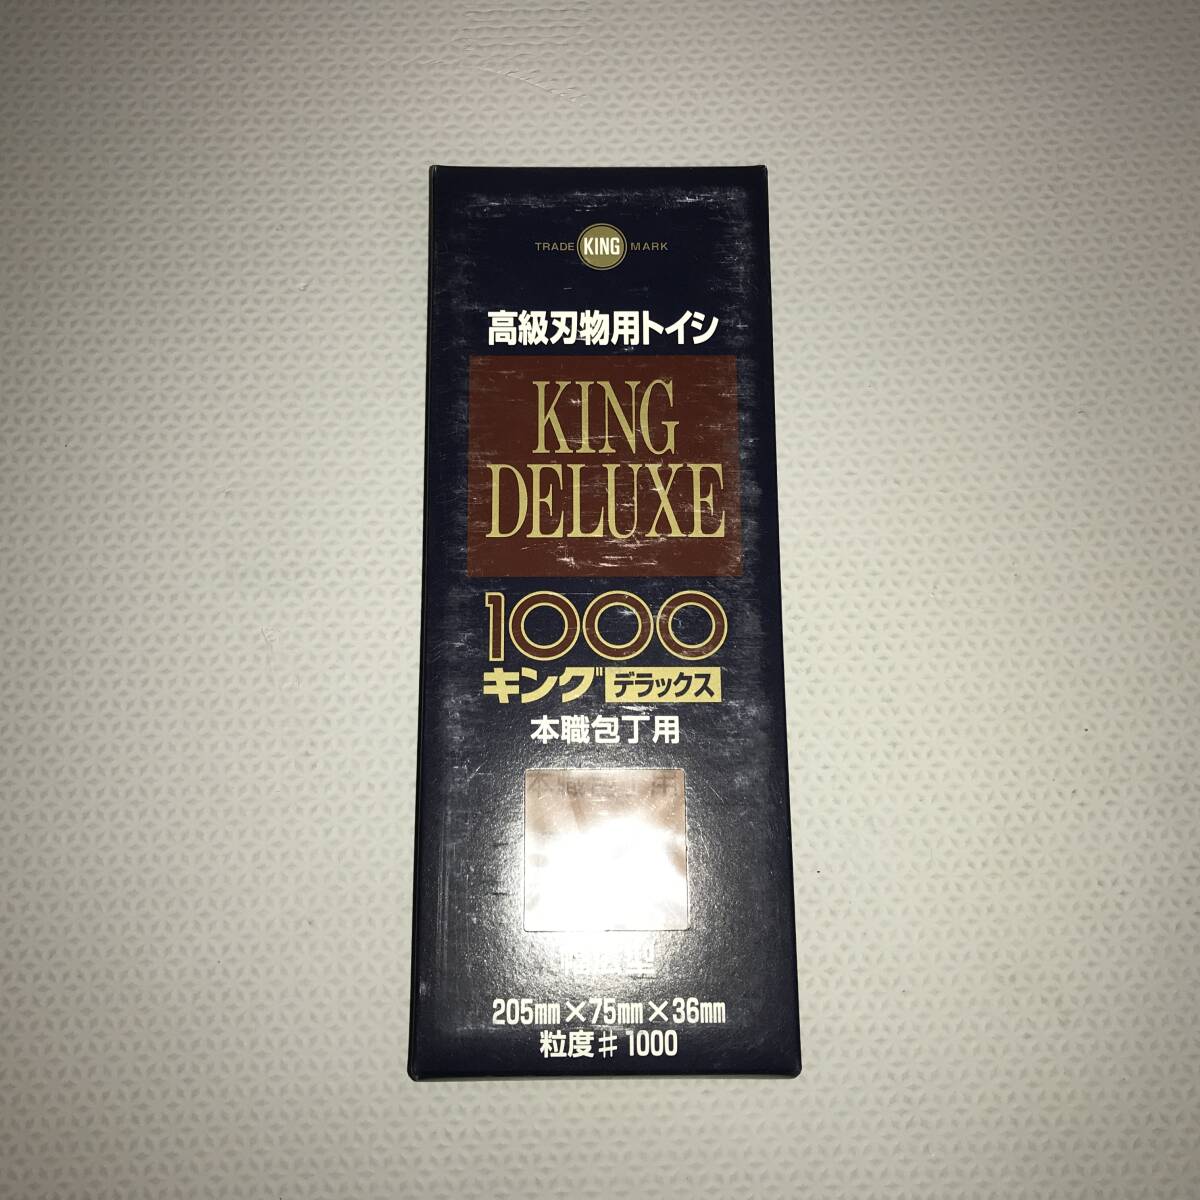 TRADE KING MARK
高級刃物用トイシ
KING
DELUXE
1000
キング デラックス
本職包丁用
205mm×75mm×36mm
粒度#1000